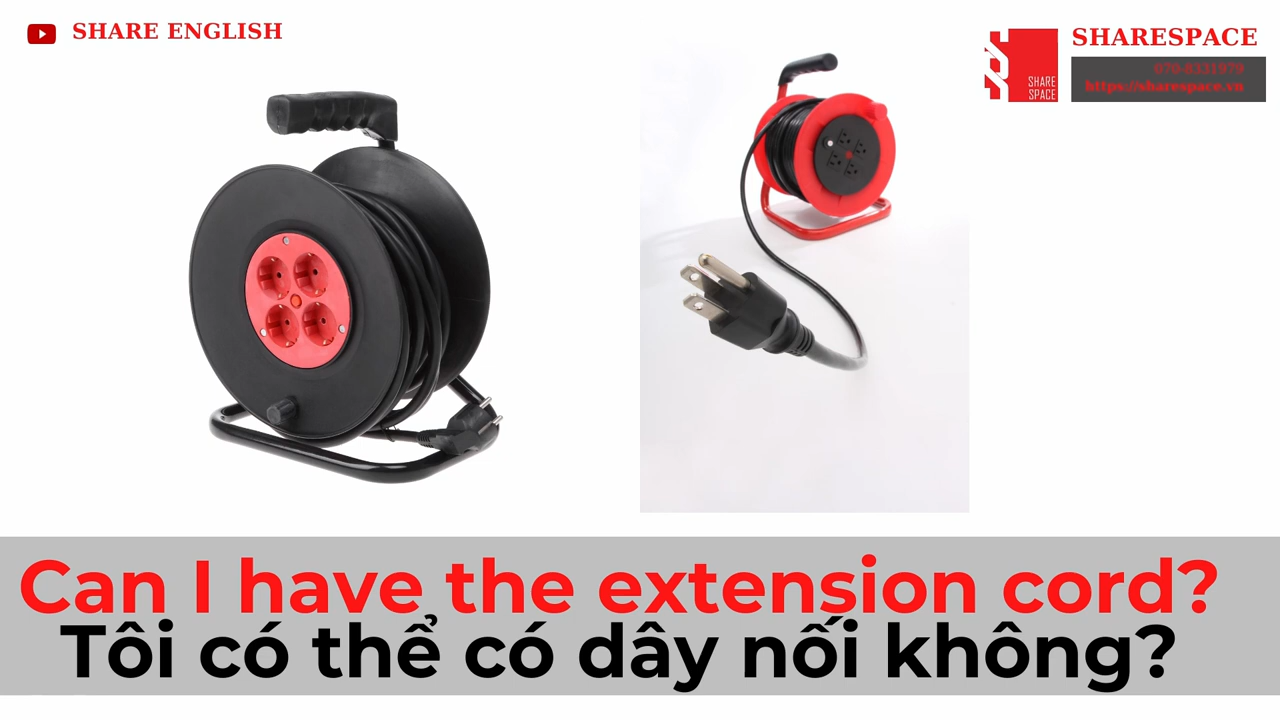 SHARE ENGLISH
SHARESPACE
070-8331979
https://sharespace.vn
SHARE
SPACE
Can I have the extension cord?
Tôi có thể có dây nối không?